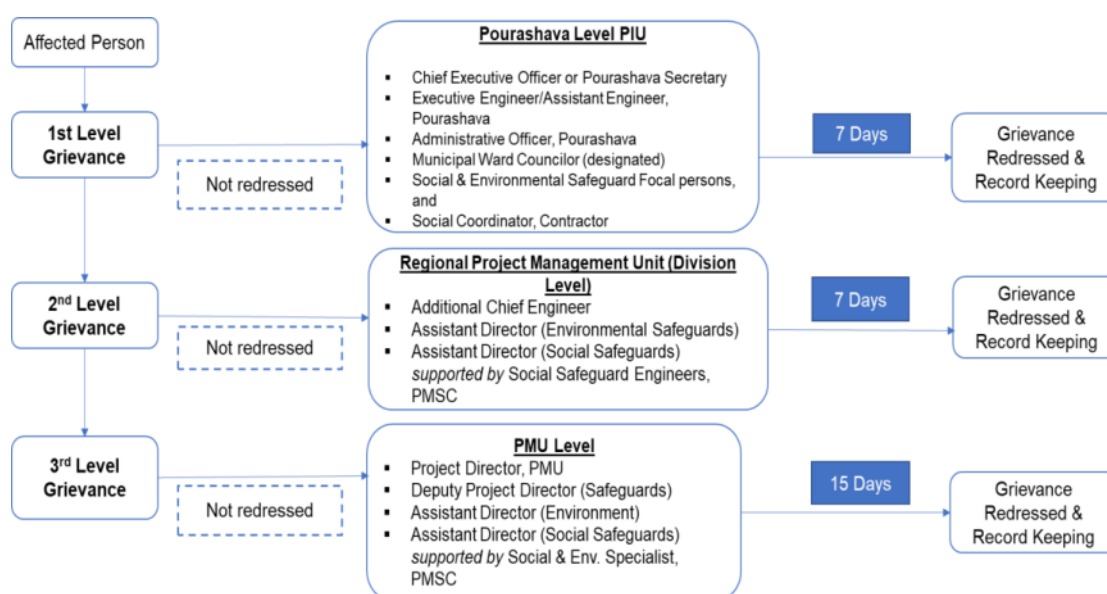 Affected Person
1st Level
Grievance
Not redressed
Pourashava Level PIU
▪ Chief Executive Officer or Pourashava Secretary
▪ Executive Engineer/Assistant Engineer,
Pourashava
▪ Administrative Officer, Pourashava
▪ Municipal Ward Councilor (designated)
▪ Social & Environmental Safeguard Focal persons,
and
▪ Social Coordinator, Contractor
7 Days
Grievance
Redressed &
Record Keeping
2nd Level
Grievance
Not redressed
Regional Project Management Unit (Division
Level)
▪ Additional Chief Engineer
▪ Assistant Director (Environmental Safeguards)
▪ Assistant Director (Social Safeguards)
supported by Social Safeguard Engineers,
PMSC
7 Days
Grievance
Redressed &
Record Keeping
3rd Level
Grievance
Not redressed
PMU Level
▪ Project Director, PMU
▪ Deputy Project Director (Safeguards)
▪ Assistant Director (Environment)
▪ Assistant Director (Social Safeguards)
supported by Social & Env. Specialist,
PMSC
15 Days
Grievance
Redressed &
Record Keeping